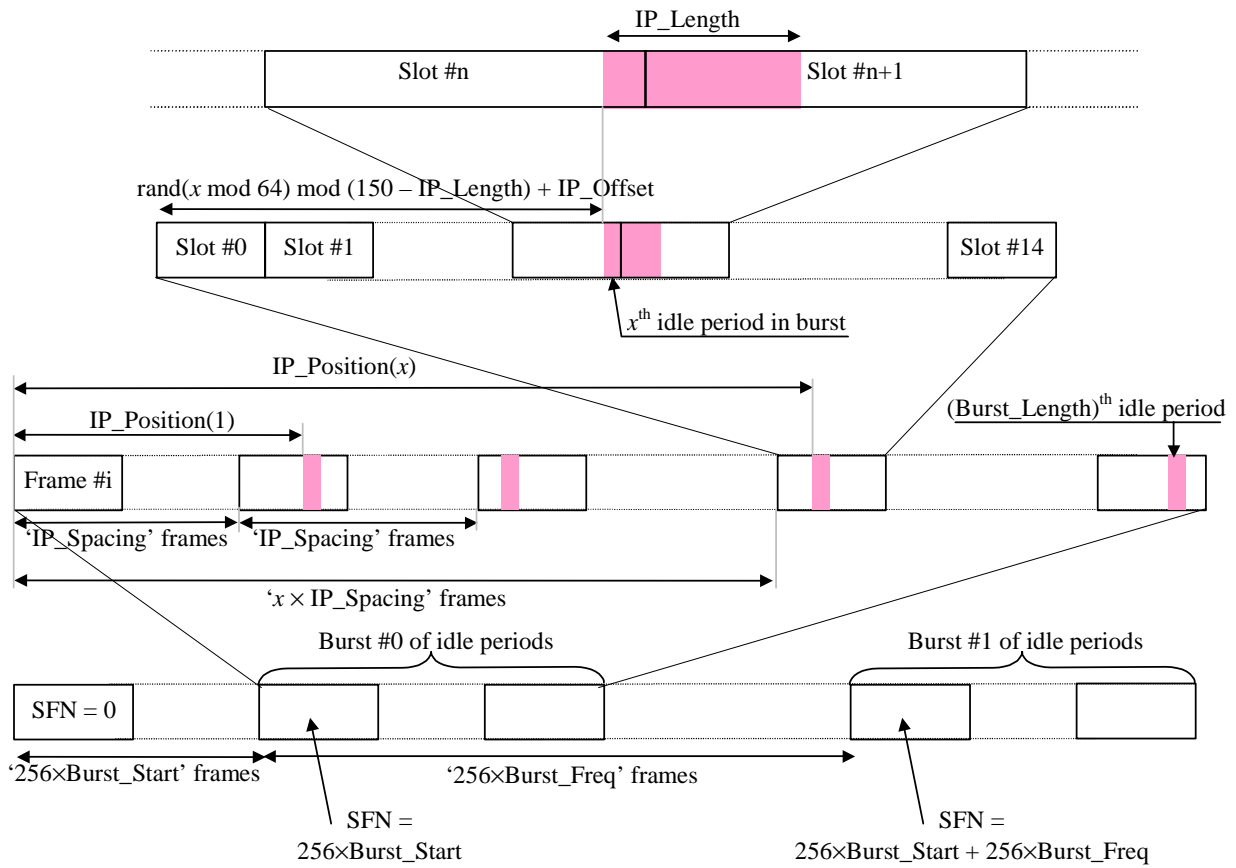 IP_Length
Slot #n
Slot #n+1
rand(x mod 64) mod (150 – IP_Length) + IP_Offset
Slot #0
Slot #1
Slot #14
xth idle period in burst
IP_Position(x)
IP_Position(1)
(Burst_Length)th idle period
Frame #i
‘IP_Spacing’ frames
‘IP_Spacing’ frames
‘x × IP_Spacing’ frames
Burst #0 of idle periods
Burst #1 of idle periods
SFN = 0
‘256×Burst_Start’ frames
‘256×Burst_Freq’ frames
SFN =
256×Burst_Start
SFN =
256×Burst_Start + 256×Burst_Freq